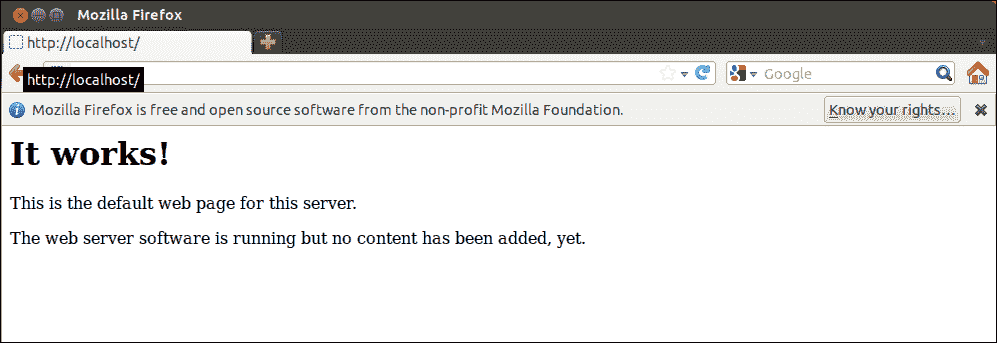 Mozilla Firefox
http://localhost/
http://localhost/
Google
Mozilla Firefox is free and open source software from the non-profit Mozilla Foundation.
Know your rights...
It works!
This is the default web page for this server.
The web server software is running but no content has been added, yet.